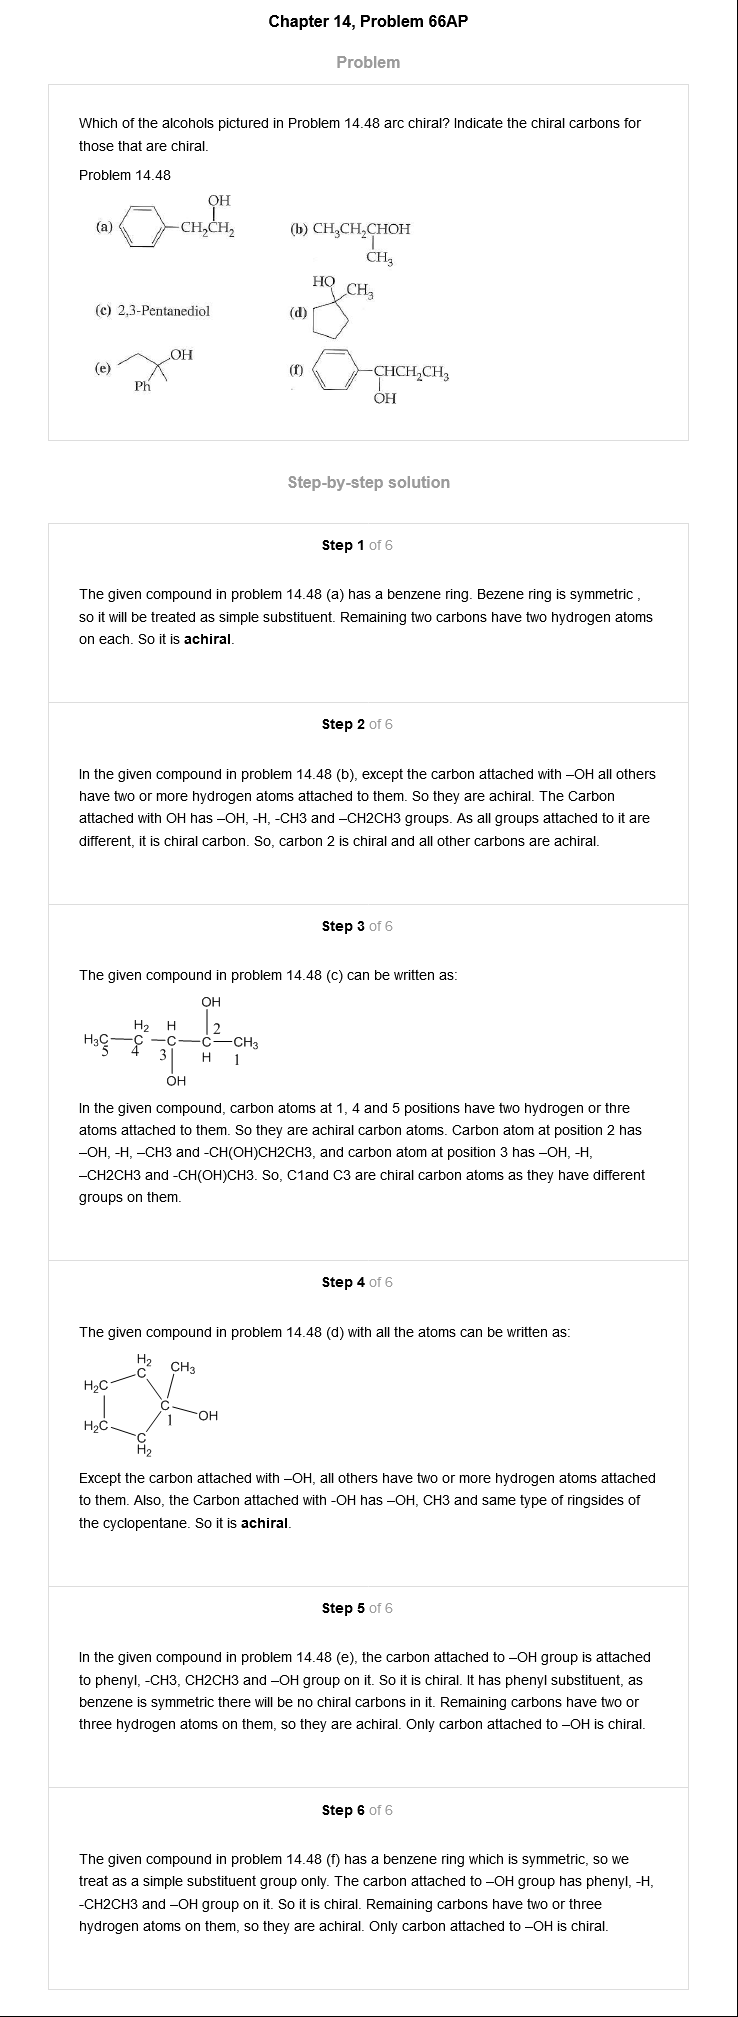 Chapter 14, Problem 66AP
Problem
Which of the alcohols pictured in Problem 14.48 arc chiral? Indicate the chiral carbons for
those that are chiral.
Problem 14.48
OH
(a) CH2CH2
(b) CH3CH2CHOH
CH3
(c) 2,3-Pentanediol
HO CH3
(d)
(e) OH
Ph
(f) CHCH2CH3
OH
Step-by-step solution
Step 1 of 6
The given compound in problem 14.48 (a) has a benzene ring. Bezene ring is symmetric ,
so it will be treated as simple substituent. Remaining two carbons have two hydrogen atoms
on each. So it is achiral.
Step 2 of 6
In the given compound in problem 14.48 (b), except the carbon attached with –OH all others
have two or more hydrogen atoms attached to them. So they are achiral. The Carbon
attached with OH has –OH, -H, -CH3 and –CH2CH3 groups. As all groups attached to it are
different, it is chiral carbon. So, carbon 2 is chiral and all other carbons are achiral.
Step 3 of 6
The given compound in problem 14.48 (c) can be written as:
OH
H2 H 2
H3C C C C CH3
5 4 3 H 1
OH
In the given compound, carbon atoms at 1, 4 and 5 positions have two hydrogen or thre
atoms attached to them. So they are achiral carbon atoms. Carbon atom at position 2 has
–OH, -H, –CH3 and -CH(OH)CH2CH3, and carbon atom at position 3 has –OH, -H,
–CH2CH3 and -CH(OH)CH3. So, C1and C3 are chiral carbon atoms as they have different
groups on them.
Step 4 of 6
The given compound in problem 14.48 (d) with all the atoms can be written as:
H2
C CH3
H2C
C
1 OH
H2C
C
H2
Except the carbon attached with –OH, all others have two or more hydrogen atoms attached
to them. Also, the Carbon attached with -OH has –OH, CH3 and same type of ringsides of
the cyclopentane. So it is achiral.
Step 5 of 6
In the given compound in problem 14.48 (e), the carbon attached to –OH group is attached
to phenyl, -CH3, CH2CH3 and –OH group on it. So it is chiral. It has phenyl substituent, as
benzene is symmetric there will be no chiral carbons in it. Remaining carbons have two or
three hydrogen atoms on them, so they are achiral. Only carbon attached to –OH is chiral.
Step 6 of 6
The given compound in problem 14.48 (f) has a benzene ring which is symmetric, so we
treat as a simple substituent group only. The carbon attached to –OH group has phenyl, -H,
-CH2CH3 and –OH group on it. So it is chiral. Remaining carbons have two or three
hydrogen atoms on them, so they are achiral. Only carbon attached to –OH is chiral.